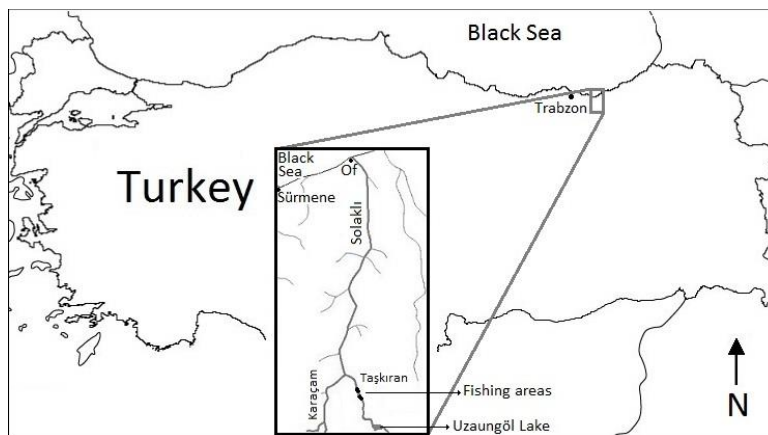 Black Sea
Trabzon
Turkey
Black
Sea
Of
Sürmene
Solaklı
Taşkıran
Karaçam
Fishing areas
Uzaungöl Lake
N